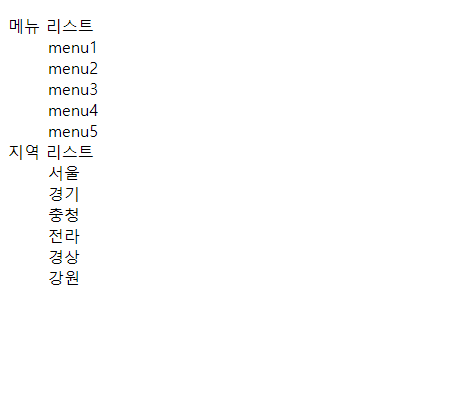 메뉴 리스트
menu1
menu2
menu3
menu4
menu5
지역 리스트
서울
경기
충청
전라
경상
강원